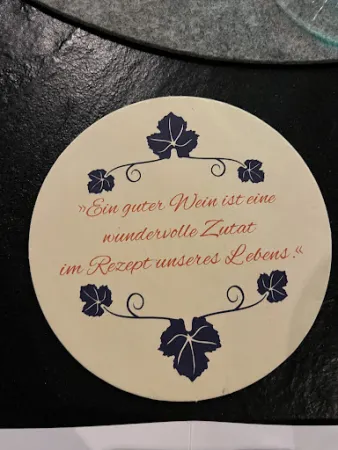 »Ein guter Wein ist eine
wundervolle Zutat
im Rezept unseres Lebens.«